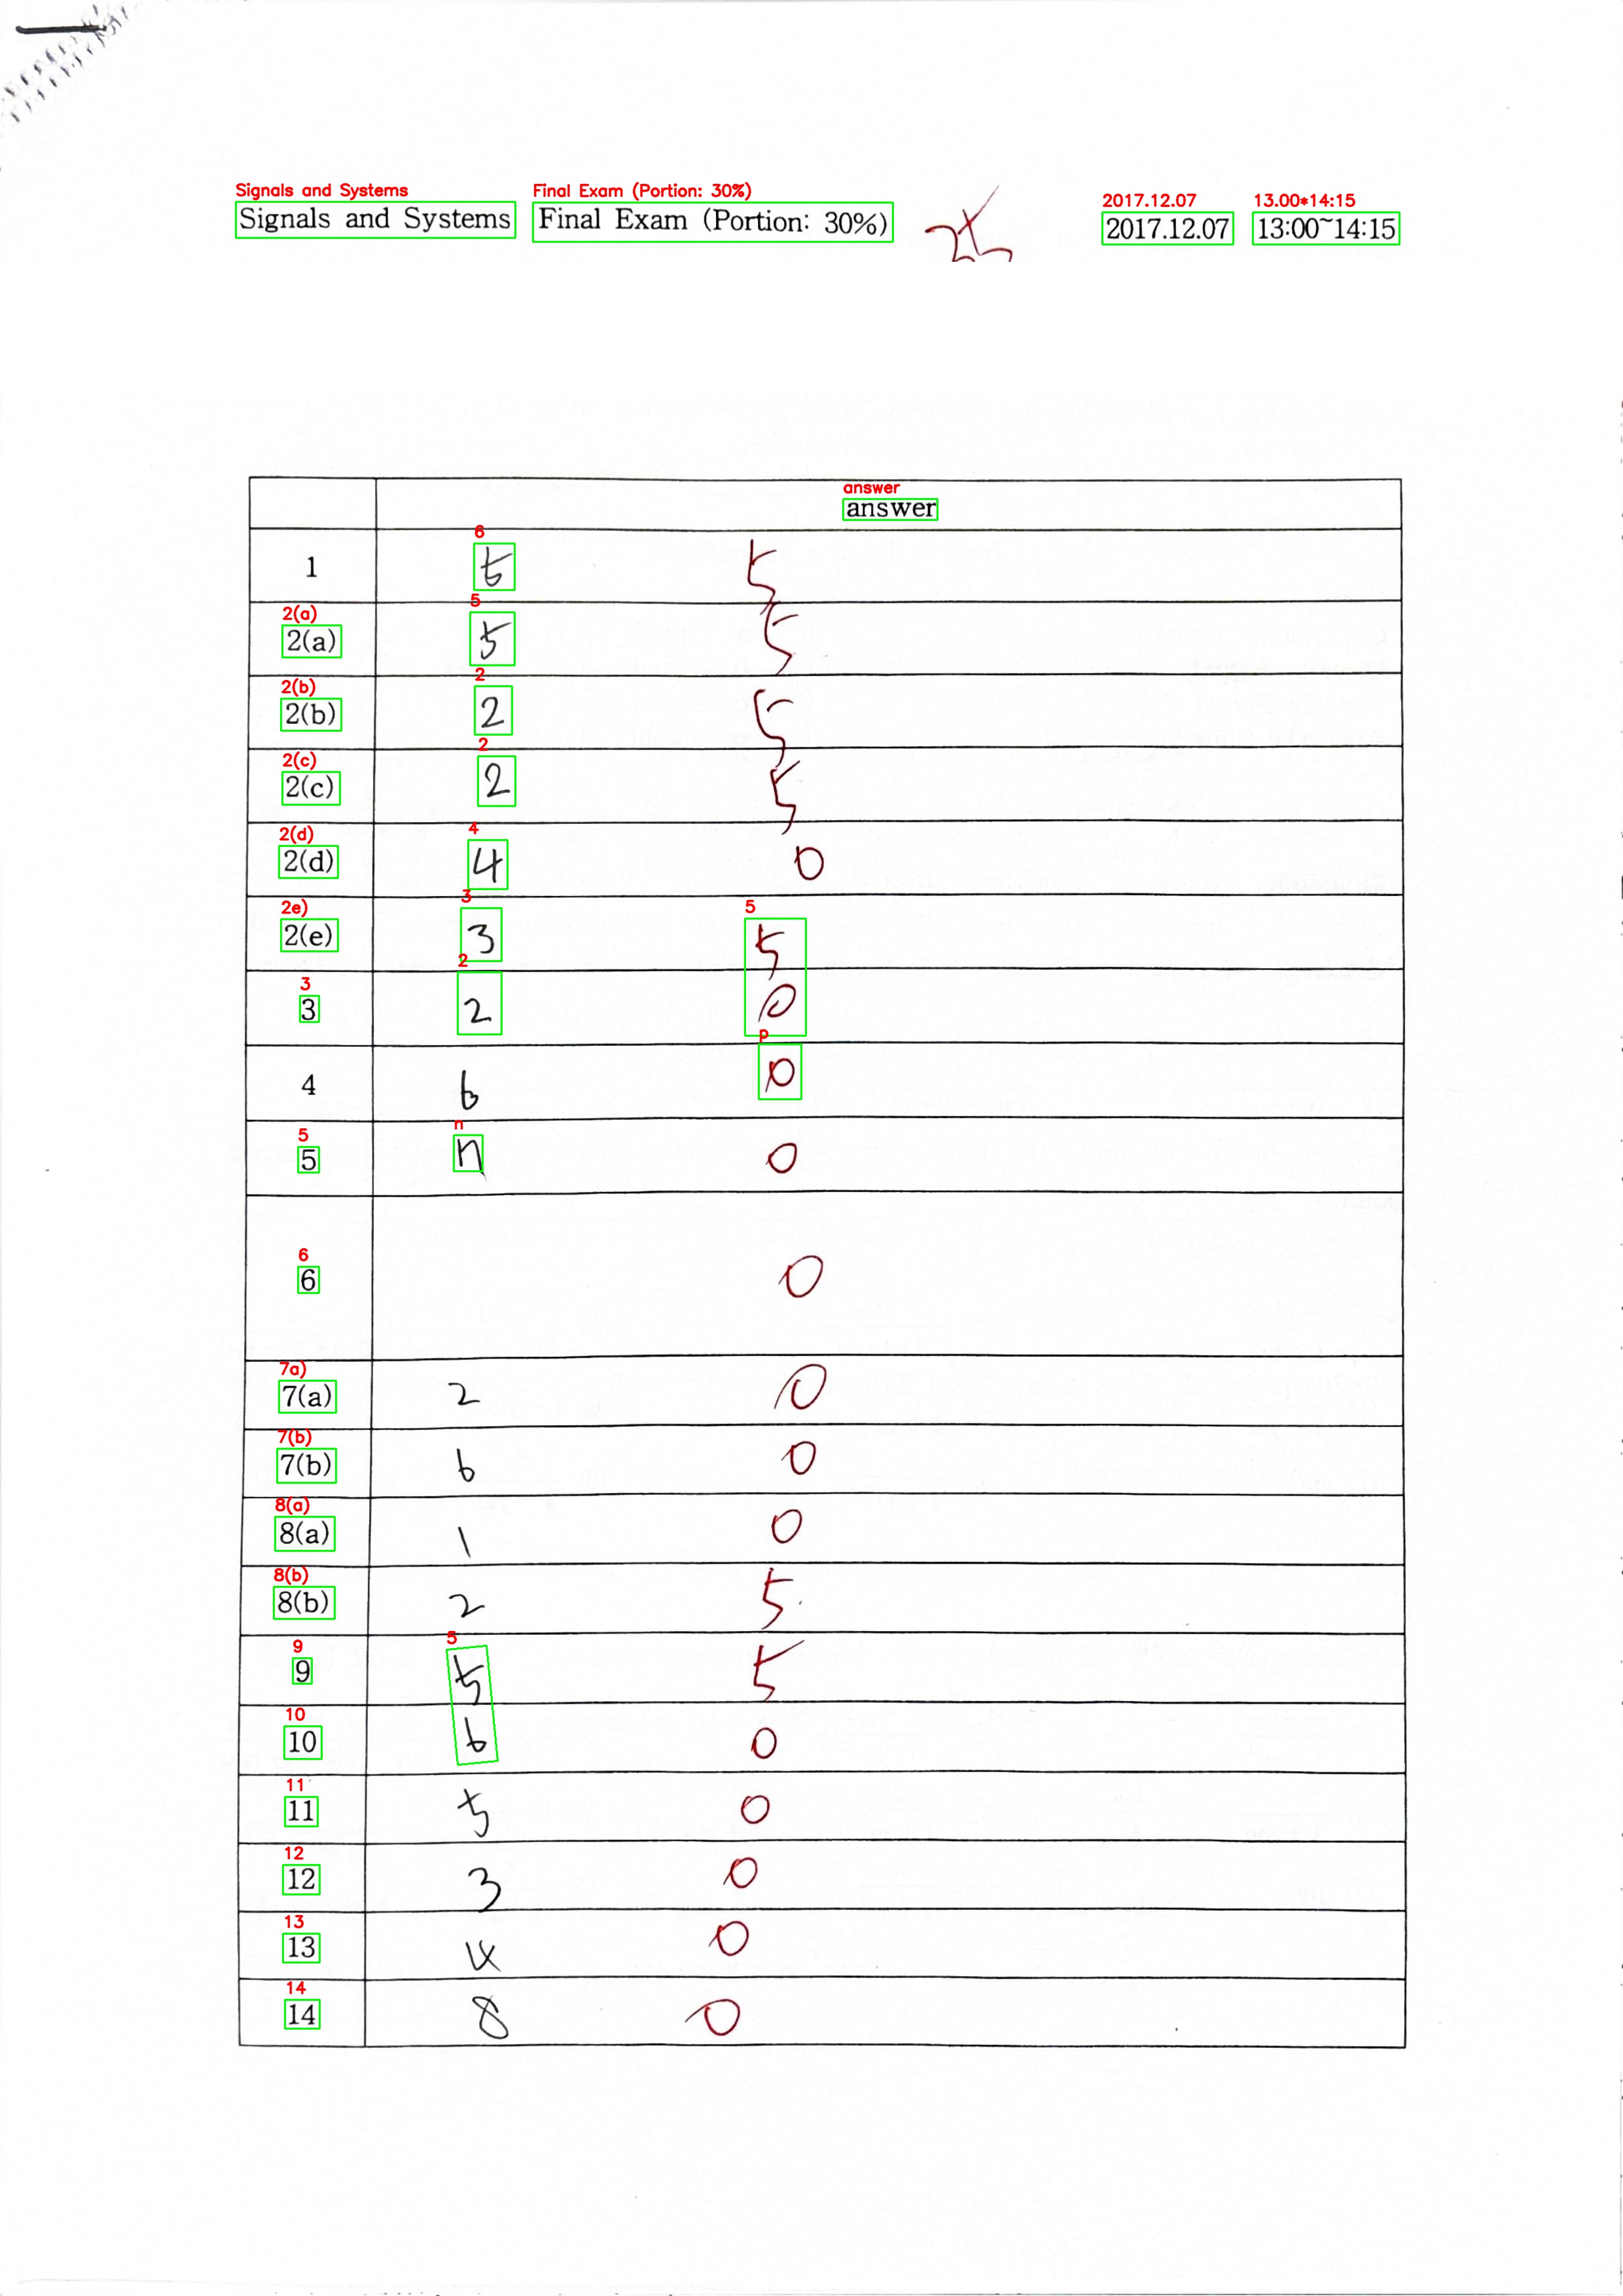 Signals and Systems Final Exam (Portion: 30%) 2017.12.07 13.00*14:15
Signals and Systems Final Exam (Portion: 30%) 2017.12.07 13:00~14:15
answer
answer
6
1 5 5
2(a) 5
2(a) 5 5
2(b) 2
2(b) 2 5
2(c) 2
2(c) 2 5
2(d) 4
2(d) 4 0
2e) 3 5
2(e) 3 5
3 2
3 2 0
p
4 6 0
5 n
5 7 0
6
6 0
7a)
7(a) 2 0
7(b)
7(b) 6 0
8(a)
8(a) 1 0
8(b)
8(b) 2 5
9 5
9 5 5
10
10 6 0
11
11 5 0
12
12 3 0
13
13 4 0
14
14 8 0